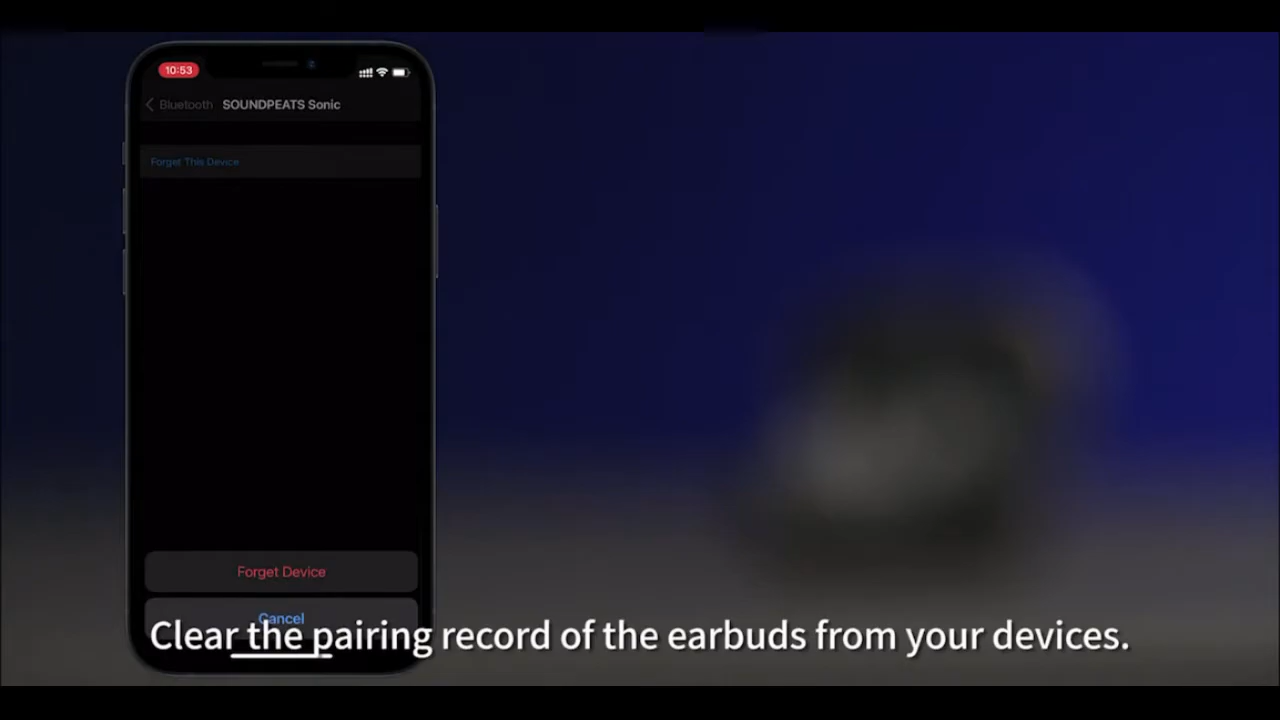 10:53
Bluetooth SOUNDPEATS Sonic
Forget This Device
Forget Device
Cancel
Clear the pairing record of the earbuds from your devices.